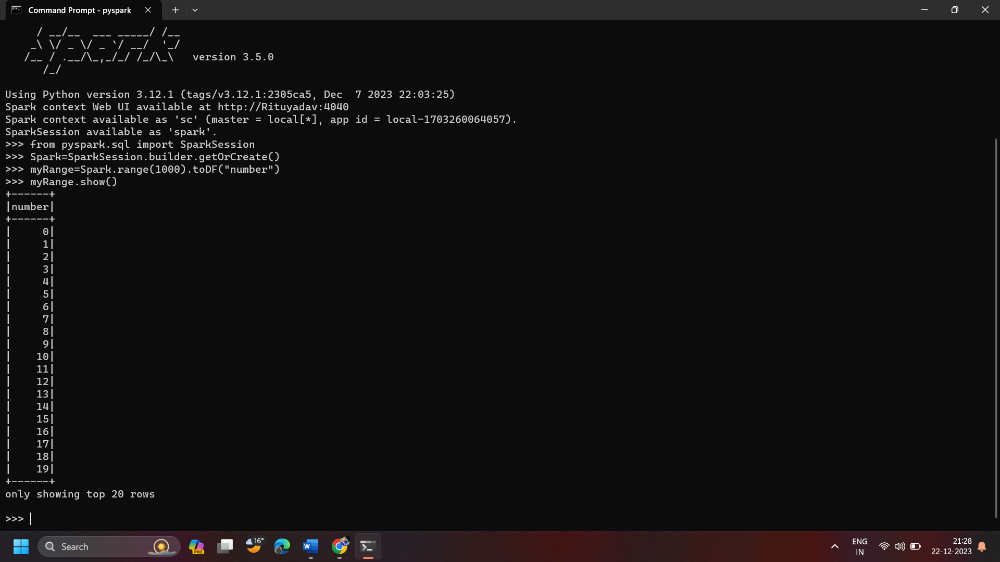 Command Prompt - pyspark
    / __/__  ___ _____/ /__
   _\ \/ _ \/ _ `/ __/  '_/
  /__ / .__/\_,_/_/ /_/\_\   version 3.5.0
     /_/
Using Python version 3.12.1 (tags/v3.12.1:2305ca5, Dec  7 2023 22:03:25)
Spark context Web UI available at http://Rituyadav:4040
Spark context available as 'sc' (master = local[*], app id = local-1703260064057).
SparkSession available as 'spark'.
>>> from pyspark.sql import SparkSession
>>> Spark=SparkSession.builder.getOrCreate()
>>> myRange=Spark.range(1000).toDF("number")
>>> myRange.show()
+------+
|number|
+------+
|     0|
|     1|
|     2|
|     3|
|     4|
|     5|
|     6|
|     7|
|     8|
|     9|
|    10|
|    11|
|    12|
|    13|
|    14|
|    15|
|    16|
|    17|
|    18|
|    19|
+------+
only showing top 20 rows
>>>
Search
PRE
16°
W
ENG
IN
21:28
22-12-2023